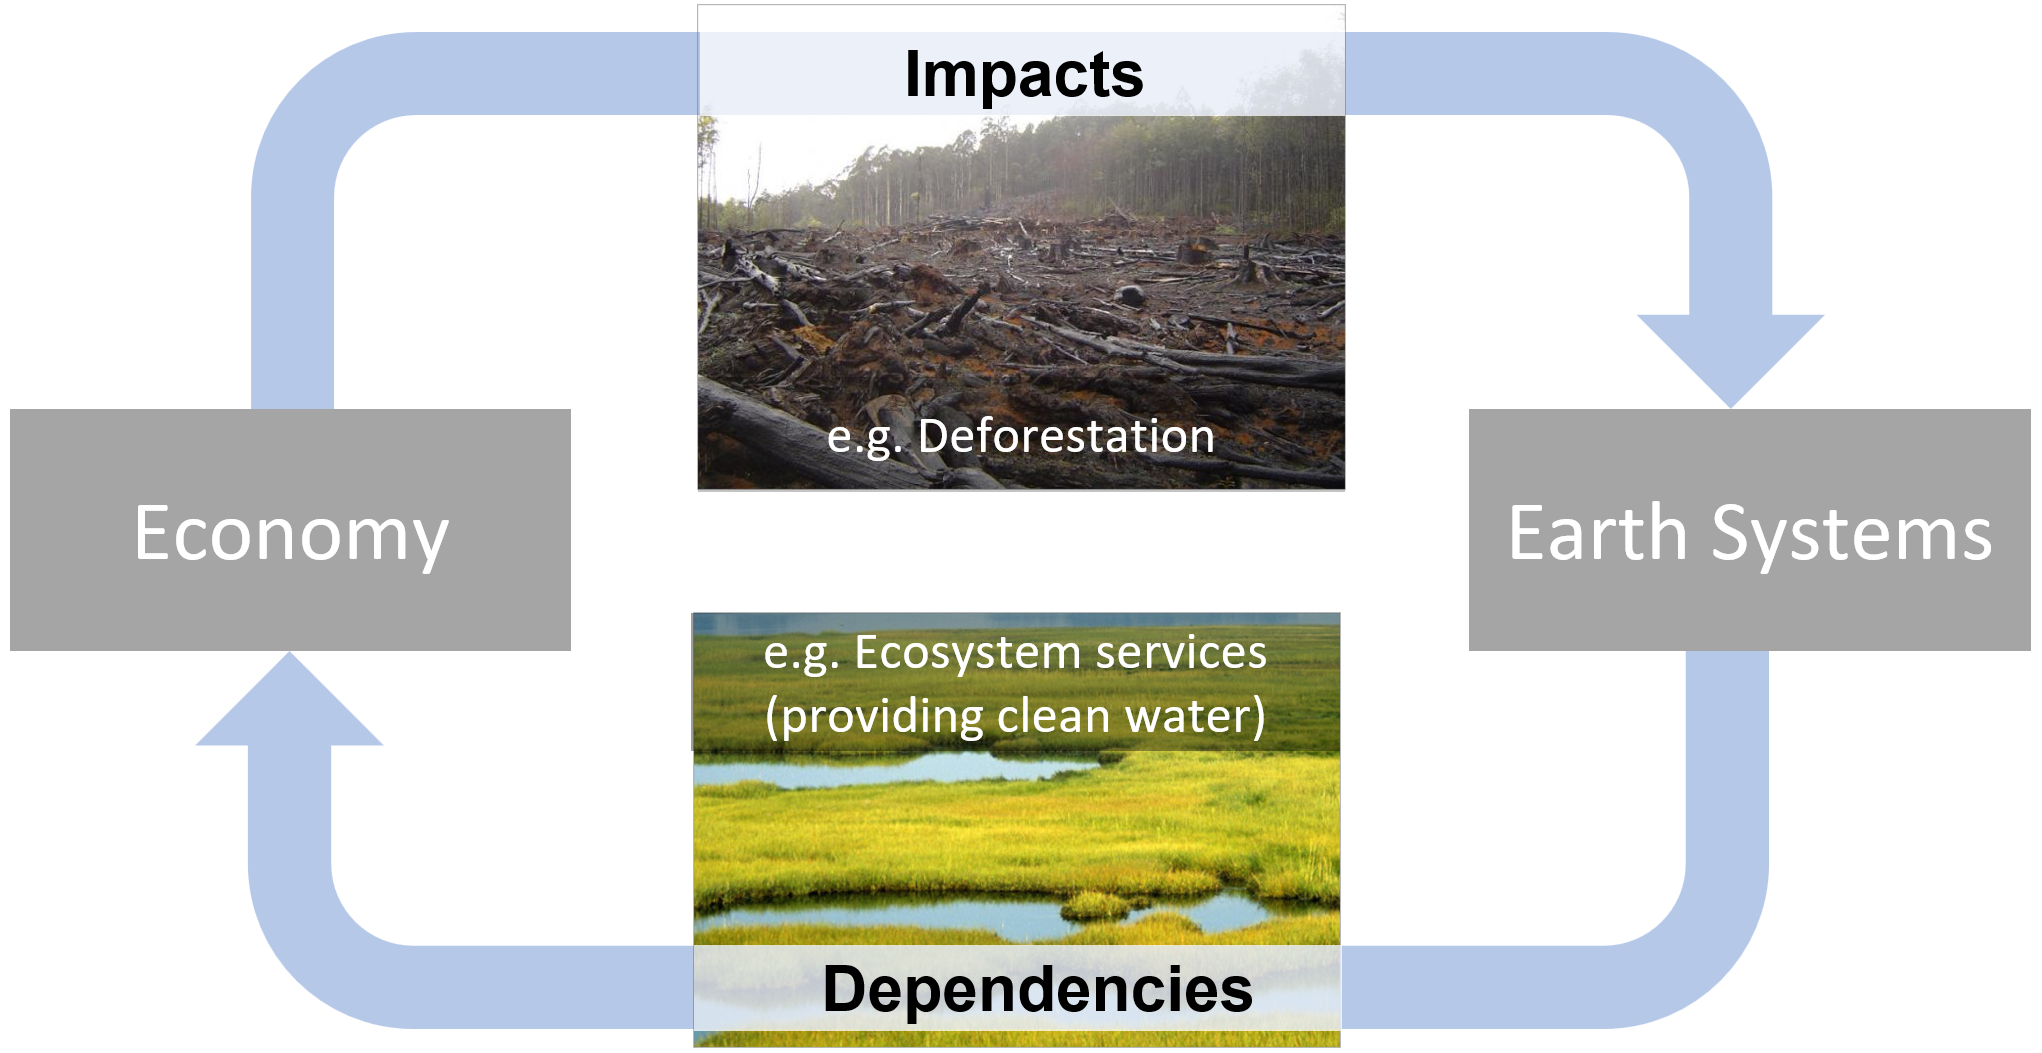 Impacts
e.g. Deforestation
Economy
Earth Systems
e.g. Ecosystem services
(providing clean water)
Dependencies